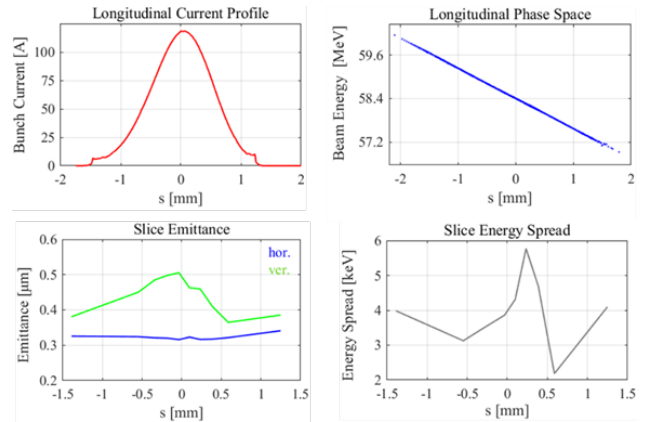 Longitudinal Current Profile
Bunch Current [A]
100
75
50
25
0
-2 -1 0 1 2
s [mm]
Longitudinal Phase Space
Beam Energy [MeV]
59.6
58.4
57.2
-2 -1 0 1 2
s [mm]
Slice Emittance
Emittance [μm]
0.6
0.5
0.4
0.3
0.2
hor.
ver.
-1.5 -1 -0.5 0 0.5 1 1.5
s [mm]
Slice Energy Spread
Energy Spread [keV]
6
5
4
3
2
-1.5 -1 -0.5 0 0.5 1 1.5
s [mm]